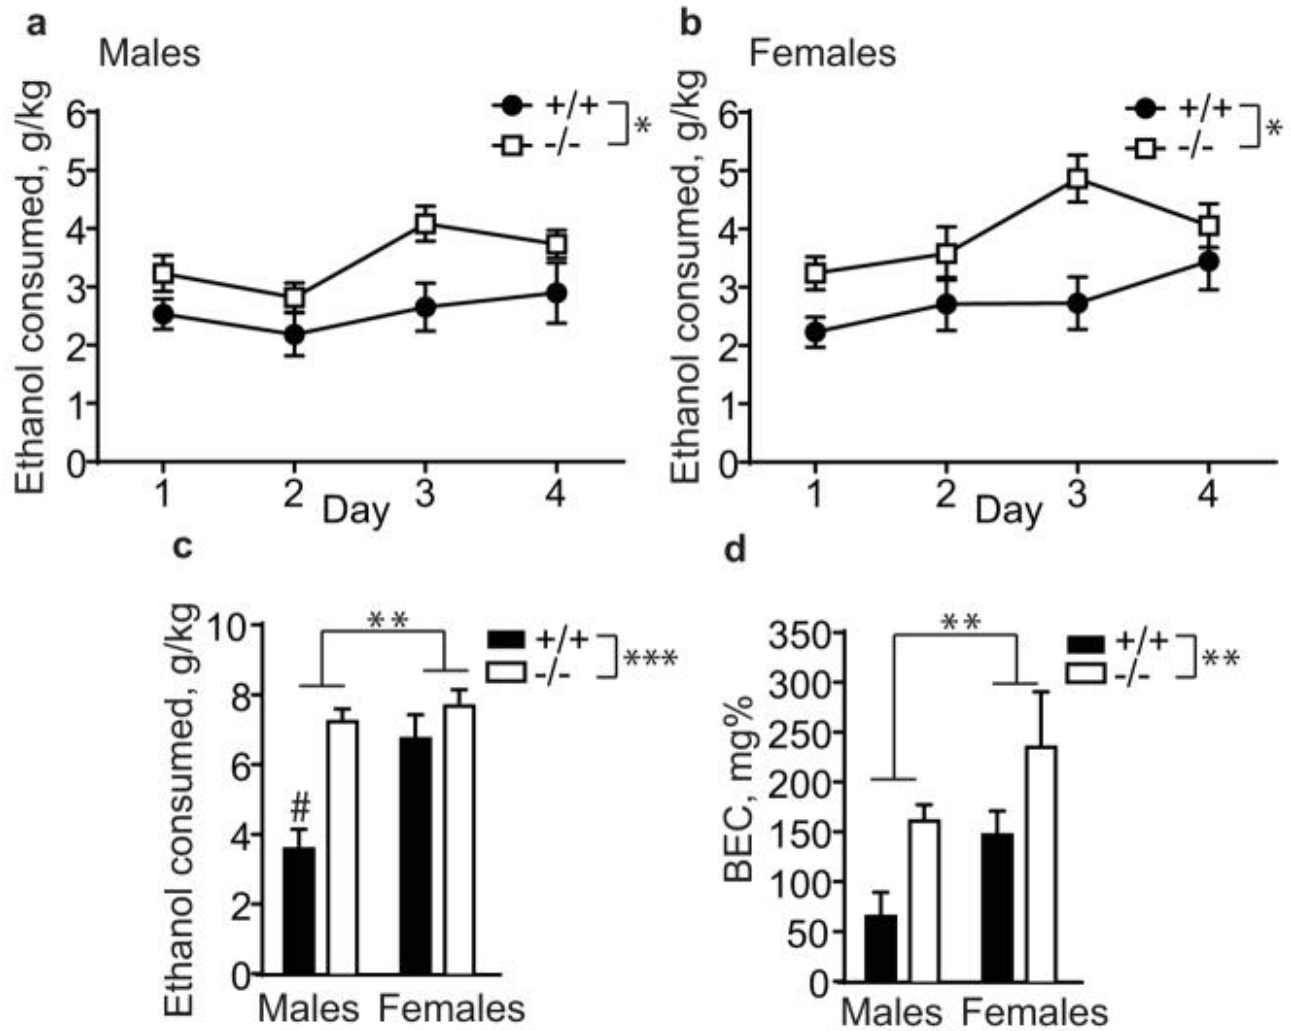 a
Males
Ethanol consumed, g/kg
6
5
4
3
2
1
0
1 2 3 4
Day
+/+
-/-
*
b
Females
Ethanol consumed, g/kg
6
5
4
3
2
1
0
1 2 3 4
Day
+/+
-/-
*
c
Ethanol consumed, g/kg
10
8
6
4
2
0
**
#
+/+
-/-
***
Males Females
d
BEC, mg%
350
300
250
200
150
100
50
0
**
+/+
-/-
**
Males Females